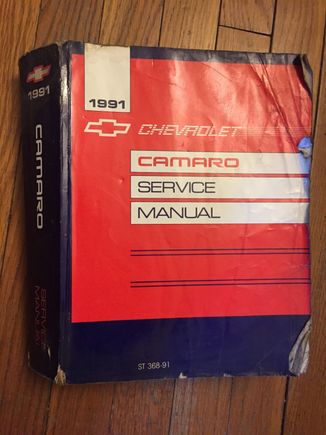 1991
CHEVROLET
CAMARO
SERVICE
MANUAL
ST 368-91
1991
CAMARO
SERVICE
MANUAL